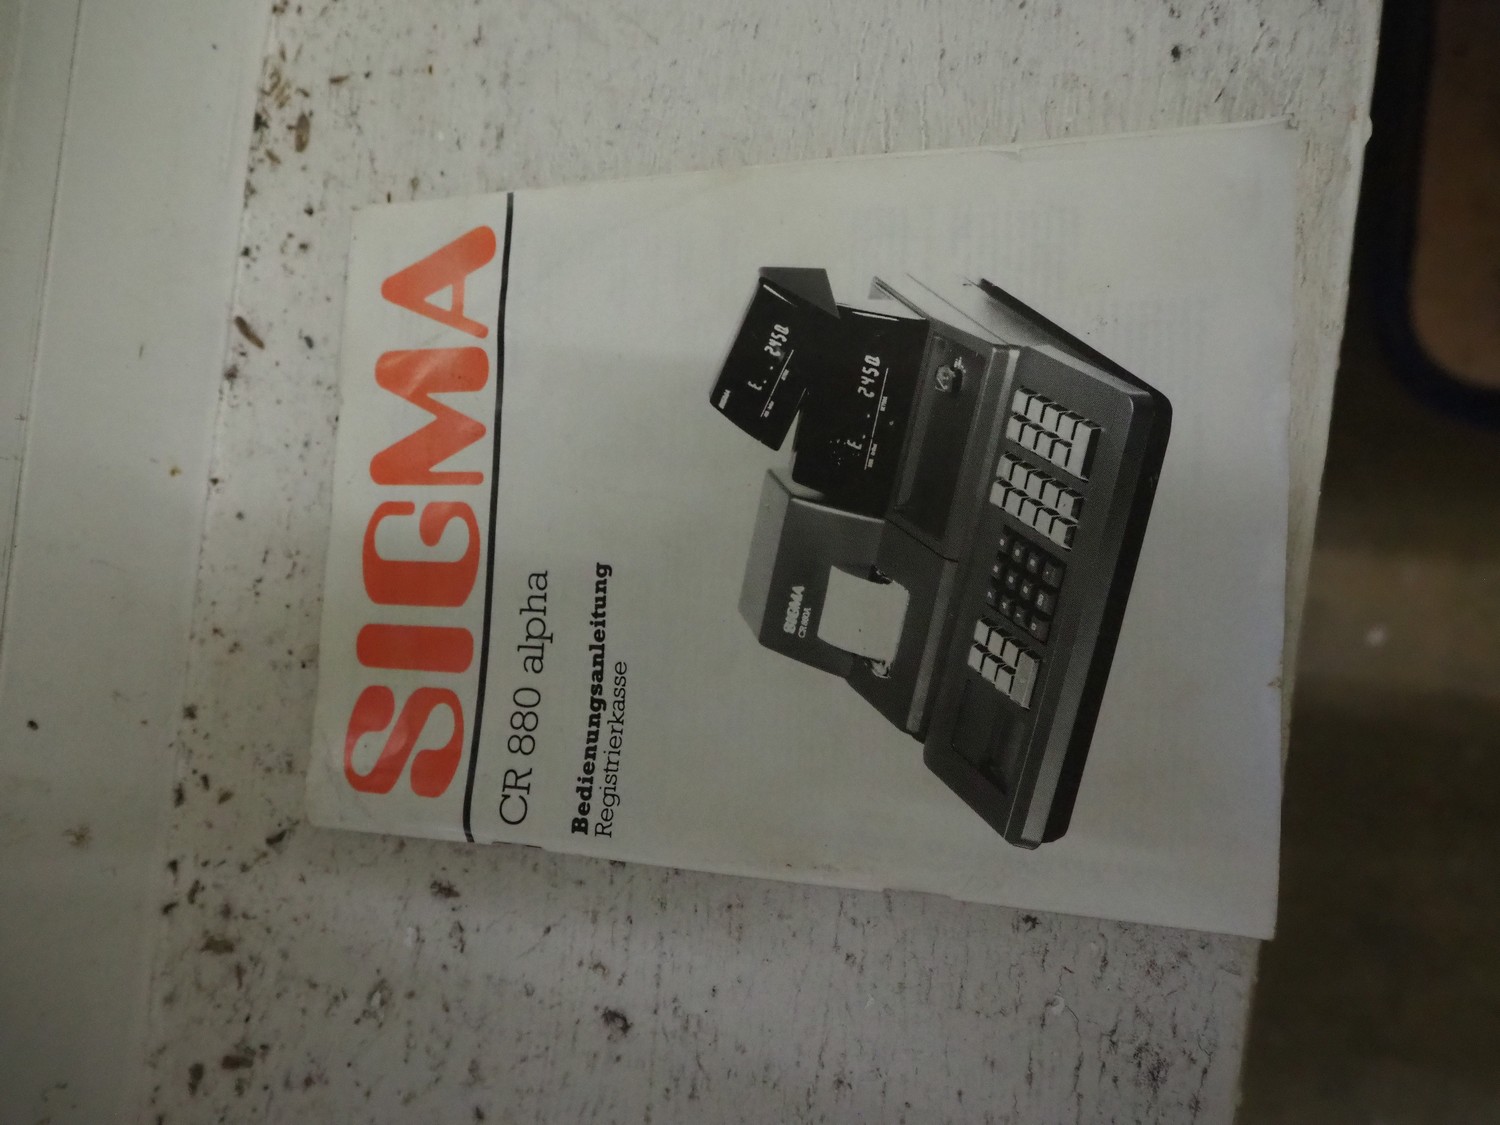 SIGMA
CR 880 alpha
Bedienungsanleitung
Registrierkasse
2450
2450
SIGMA